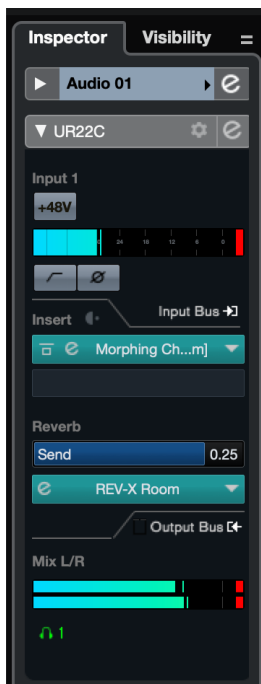 Inspector Visibility
Audio 01
UR22C
Input 1
+48V
24 18 12 6 0
Insert Input Bus
Morphing Ch...m]
Reverb
Send 0.25
REV-X Room
Output Bus
Mix L/R
1